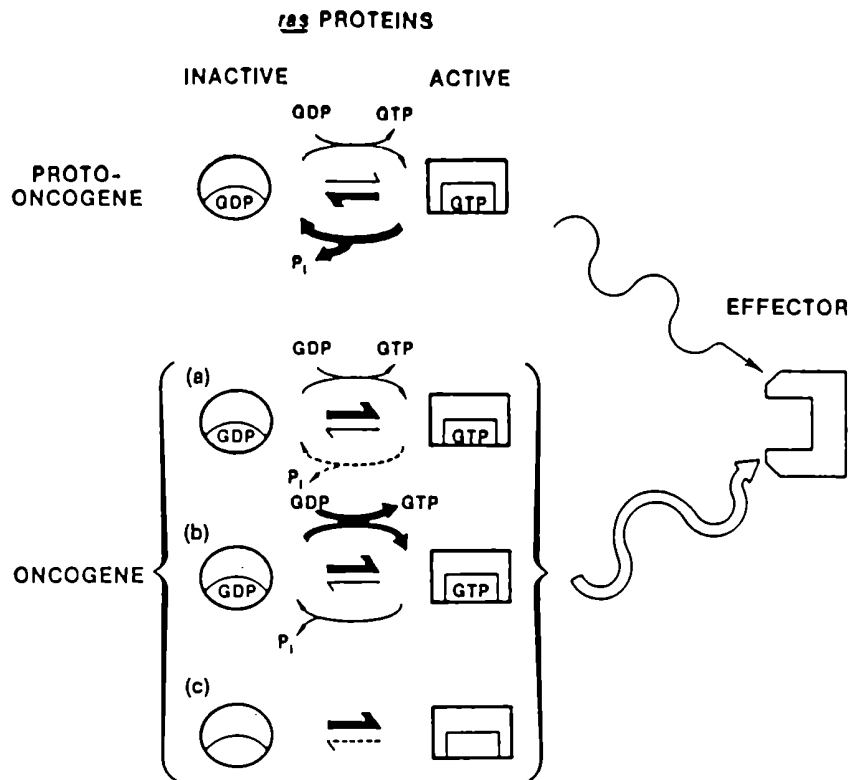 ras PROTEINS
INACTIVE ACTIVE
GDP GTP
PROTO-
ONCOGENE
GDP
GTP
Pi
EFFECTOR
(a)
GDP GTP
GDP
GTP
Pi
GDP GTP
(b)
ONCOGENE
GDP
GTP
Pi
(c)